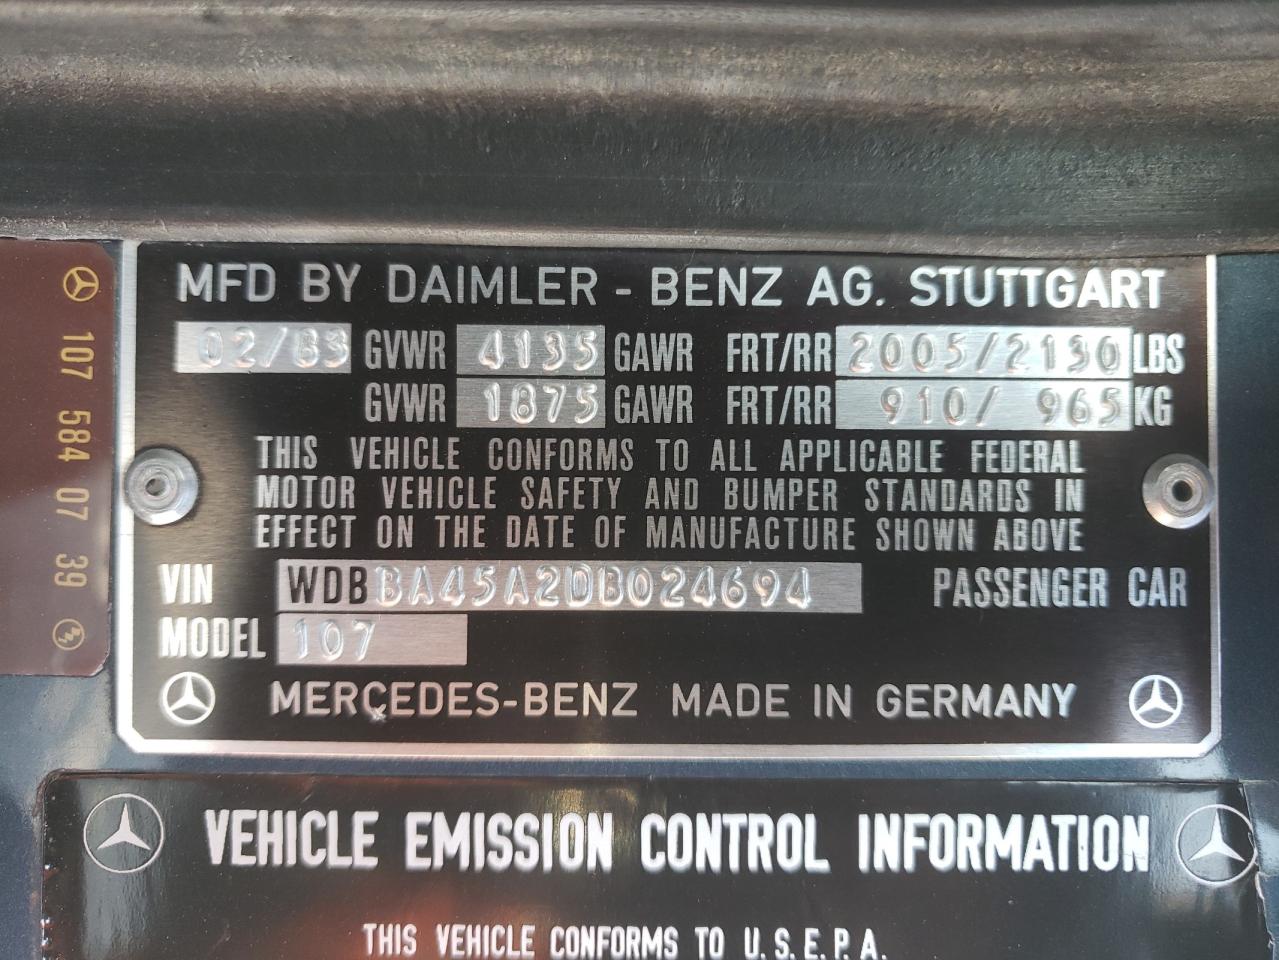 MFD BY DAIMLER - BENZ AG. STUTTGART
02/83 GVWR 4135 GAWR FRT/RR 2005/2130 LBS
GVWR 1875 GAWR FRT/RR 910/ 965 KG
THIS VEHICLE CONFORMS TO ALL APPLICABLE FEDERAL
MOTOR VEHICLE SAFETY AND BUMPER STANDARDS IN
EFFECT ON THE DATE OF MANUFACTURE SHOWN ABOVE
VIN WDBBA45A2DB024694 PASSENGER CAR
MODEL 107
MERCEDES-BENZ MADE IN GERMANY
107 584 07 39
VEHICLE EMISSION CONTROL INFORMATION
THIS VEHICLE CONFORMS TO U.S.E.P.A.